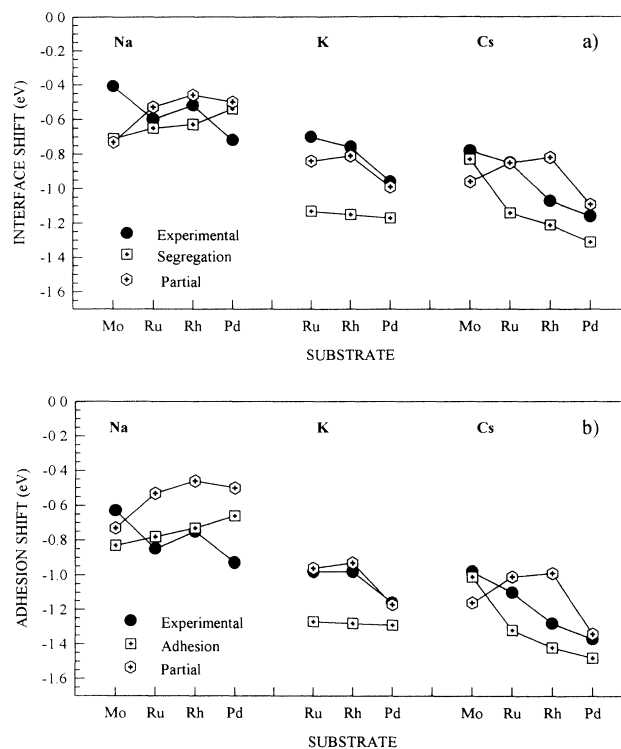 0 0
Na K Cs a)
-0 2
-0 4
-0 6
-0 8
-1 0
-1 2
-1 4
-1 6
INTERFACE SHIFT (eV)
Experimental
Segregation
Partial
Mo Ru Rh Pd Ru Rh Pd Mo Ru Rh Pd
SUBSTRATE
0 0
Na K Cs b)
-0 2
-0 4
-0 6
-0 8
-1.0
-1.2
-1.4
-1.6
ADHESION SHIFT (eV)
Experimental
Adhesion
Partial
Mo Ru Rh Pd Ru Rh Pd Mo Ru Rh Pd
SUBSTRATE